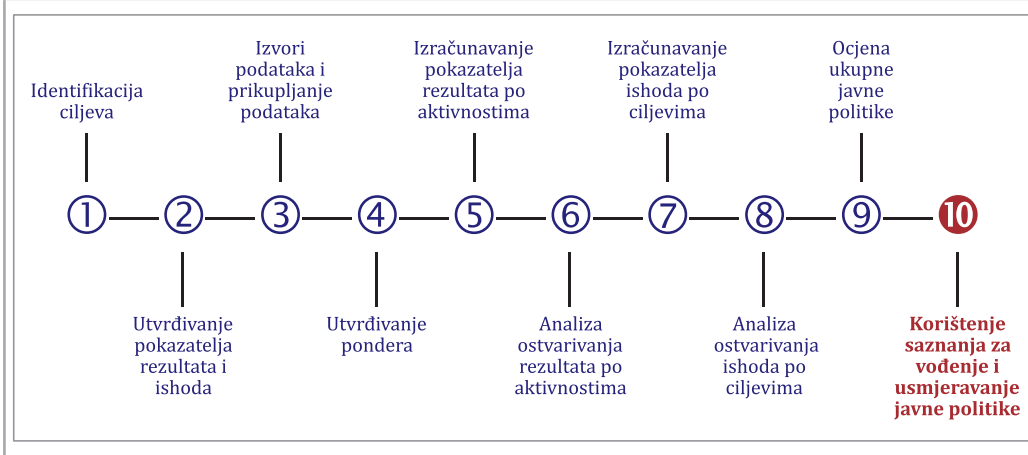 Identifikacija
ciljeva
Izvori
podataka i
prikupljanje
podataka
Izračunavanje
pokazatelja
rezultata po
aktivnostima
Izračunavanje
pokazatelja
ishoda po
ciljevima
Ocjena
ukupne
javne
politike
1 2 3 4 5 6 7 8 9 10
Utvrđivanje
pokazatelja
rezultata i
ishoda
Utvrđivanje
pondera
Analiza
ostvarivanja
rezultata po
aktivnostima
Analiza
ostvarivanja
ishoda po
ciljevima
Korištenje
saznanja za
vođenje i
usmjeravanje
javne politike